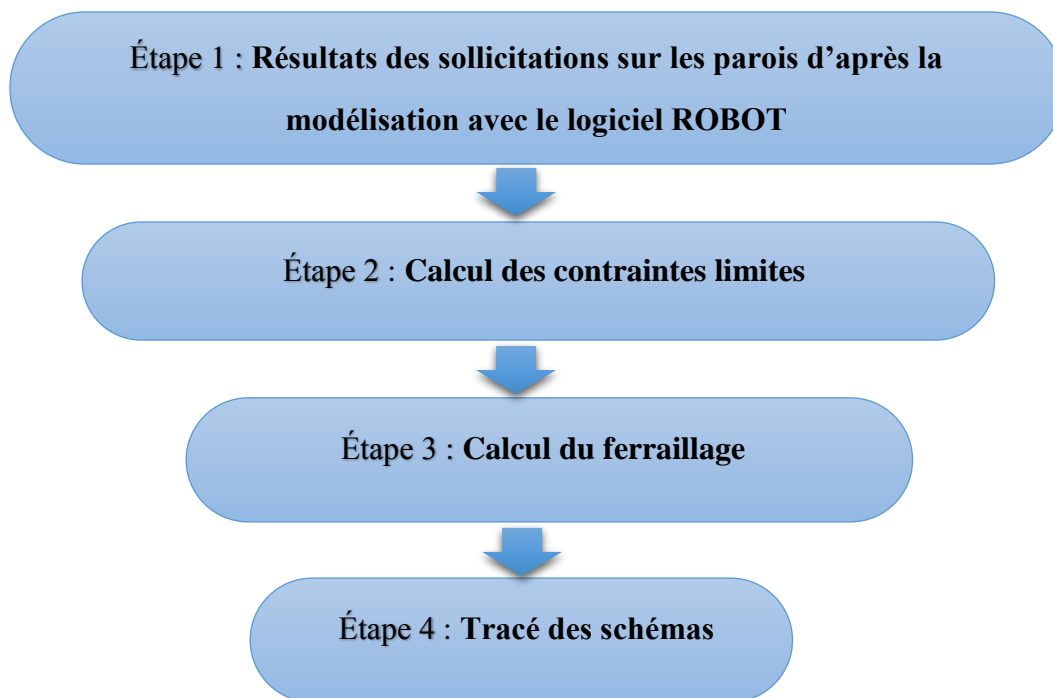 Étape 1 : Résultats des sollicitations sur les parois d’après la
modélisation avec le logiciel ROBOT
Étape 2 : Calcul des contraintes limites
Étape 3 : Calcul du ferraillage
Étape 4 : Tracé des schémas